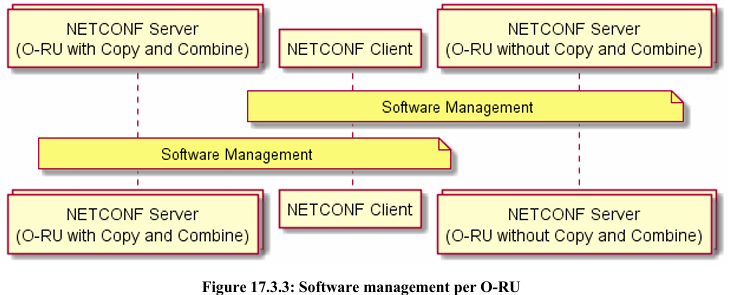 NETCONF Server
(O-RU with Copy and Combine)
NETCONF Client
NETCONF Server
(O-RU without Copy and Combine)
Software Management
Software Management
NETCONF Server
(O-RU with Copy and Combine)
NETCONF Client
NETCONF Server
(O-RU without Copy and Combine)
Figure 17.3.3: Software management per O-RU